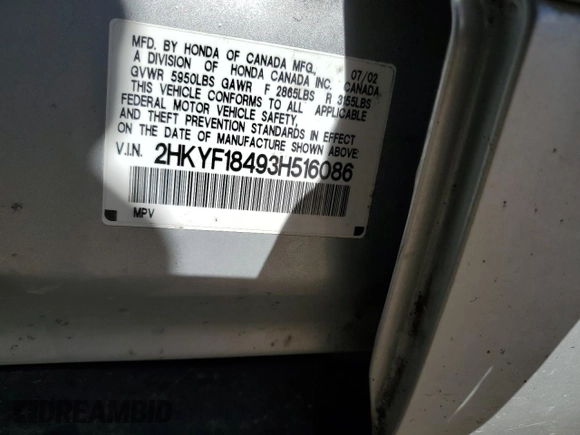 MFD. BY HONDA OF CANADA MFG., 07/02
A DIVISION OF HONDA CANADA INC. CANADA
GVWR 5950LBS GAWR F 2865LBS R 3155LBS
THIS VEHICLE CONFORMS TO ALL APPLICABLE
FEDERAL MOTOR VEHICLE SAFETY,
AND THEFT PREVENTION STANDARDS IN EFFECT
ON THE DATE OF MANUFACTURE SHOWN ABOVE.
V.I.N. 2HKYF18493H516086
MPV
DREAMBID